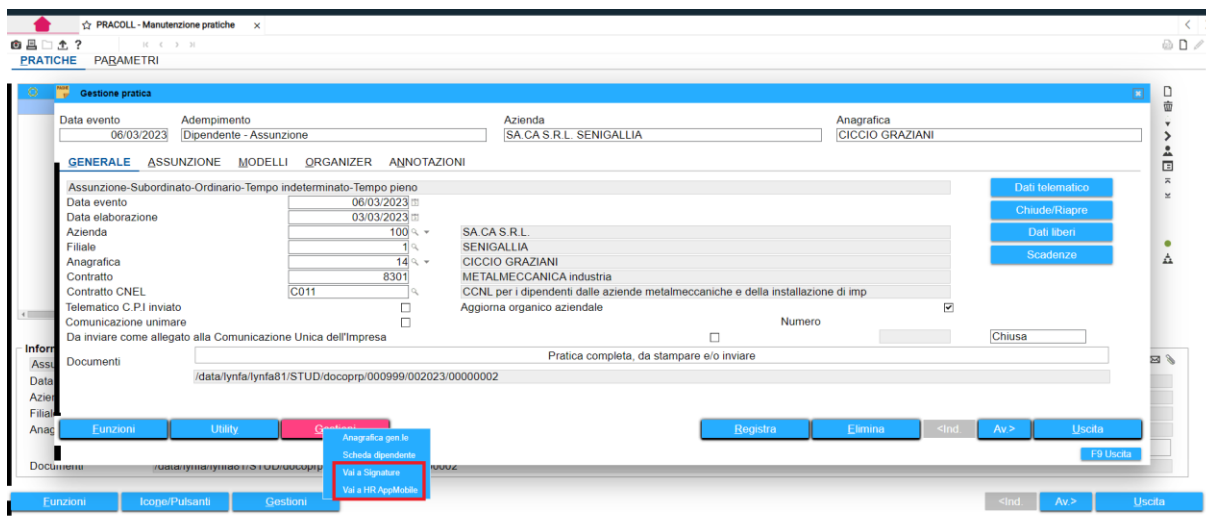 PRACOLL - Manutenzione pratiche ×
?
PRATICHE PARAMETRI
Gestione pratica
Data evento Adempimento Azienda Anagrafica
06/03/2023 Dipendente - Assunzione SA.CA S.R.L. SENIGALLIA CICCIO GRAZIANI
GENERALE ASSUNZIONE MODELLI ORGANIZER ANNOTAZIONI
Assunzione-Subordinato-Ordinario-Tempo indeterminato-Tempo pieno Dati telematico
Data evento 06/03/2023
Data elaborazione 03/03/2023 Chiude/Riapre
Azienda 100 SA.CA S.R.L. Dati liberi
Filiale 1 SENIGALLIA
Anagrafica 14 CICCIO GRAZIANI Scadenze
Contratto 8301 METALMECCANICA industria
Contratto CNEL C011 CCNL per i dipendenti dalle aziende metalmeccaniche e della installazione di imp
Telematico C.P.I inviato Aggiorna organico aziendale
Comunicazione unimare Numero
Da inviare come allegato alla Comunicazione Unica dell'Impresa Chiusa
Documenti Pratica completa, da stampare e/o inviare
/data/lynfa/lynfa81/STUD/docoprp/000999/002023/00000002
Inform
Assu
Data
Azien
Filial
Anag
Funzioni Utility Registra Elimina <Ind. Av.> Uscita
F9 Uscita
Anagrafica gen.le
Scheda dipendente
Vai a Signature
Vai a HR AppMobile
Documenti
Funzioni Icone/Pulsanti Gestioni <Ind. Av.> Uscita